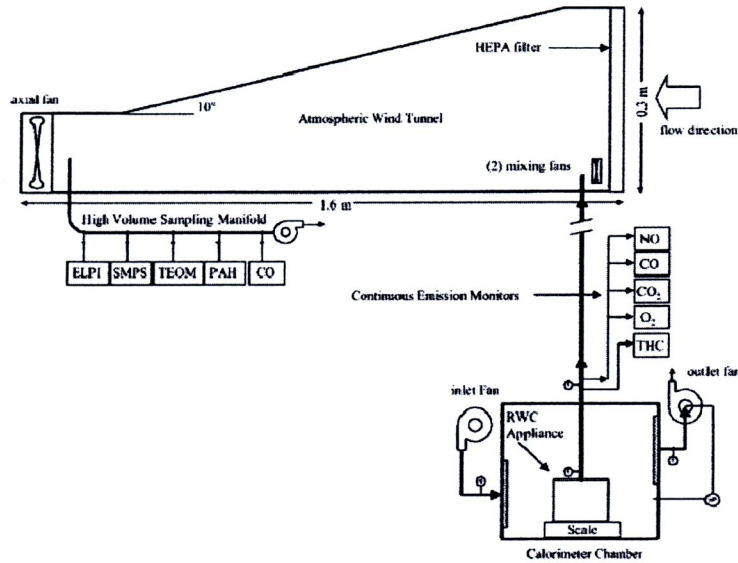 HEPA filter
axial fan
10°
Atmospheric Wind Tunnel
0.3 m
flow direction
(2) mixing fans
1.6 m
High Volume Sampling Manifold
ELPI SMPS TEOM PAH CO
NO
CO
Continuous Emission Monitors
CO₂
O₂
THC
outlet fan
inlet Fan
RWC
Appliance
Scale
Calorimeter Chamber